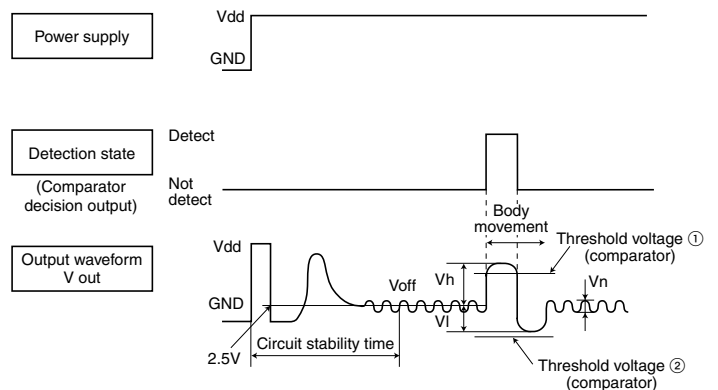 Power supply
Vdd
GND
Detection state
(Comparator
decision output)
Detect
Not
detect
Body
movement
Output waveform
V out
Vdd
GND
2.5V
Voff
Circuit stability time
Vh
Vl
Threshold voltage ①
(comparator)
Vn
Threshold voltage ②
(comparator)